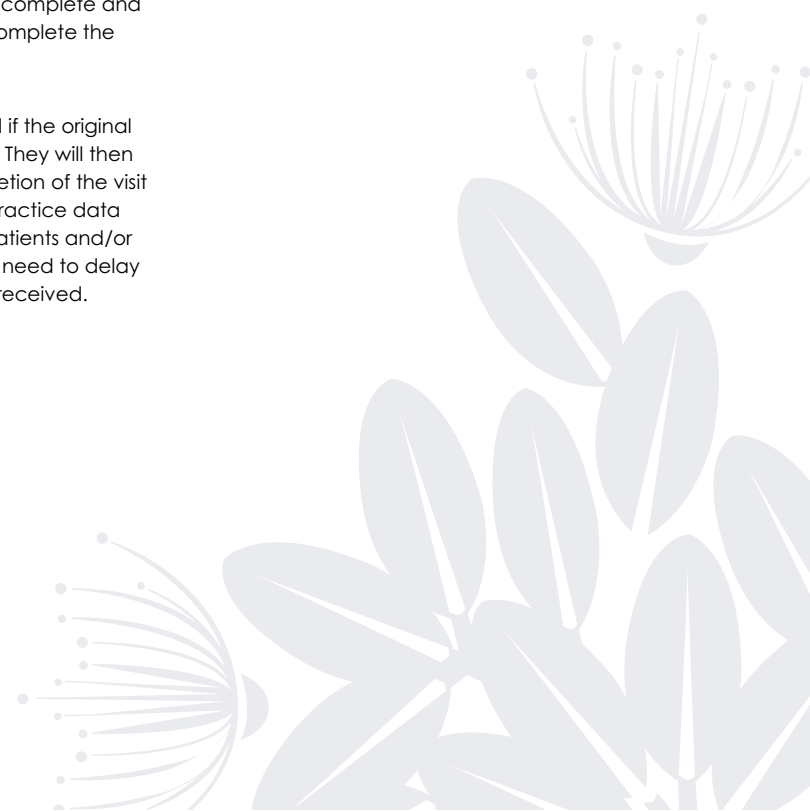 complete and
omplete the
if the original
They will then
etion of the visit
ractice data
atients and/or
need to delay
received.